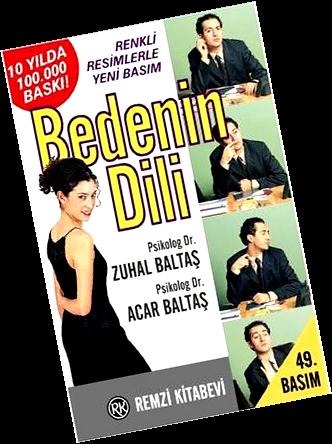 10 YILDA
100.000
BASKI!
RENKLİ
RESİMLERLE
YENİ BASIM
Bedenin
Dili
Psikolog Dr.
ZUHAL BALTAŞ
Psikolog Dr.
ACAR BALTAŞ
49.
BASIM
RK REMZİ KİTABEVİ